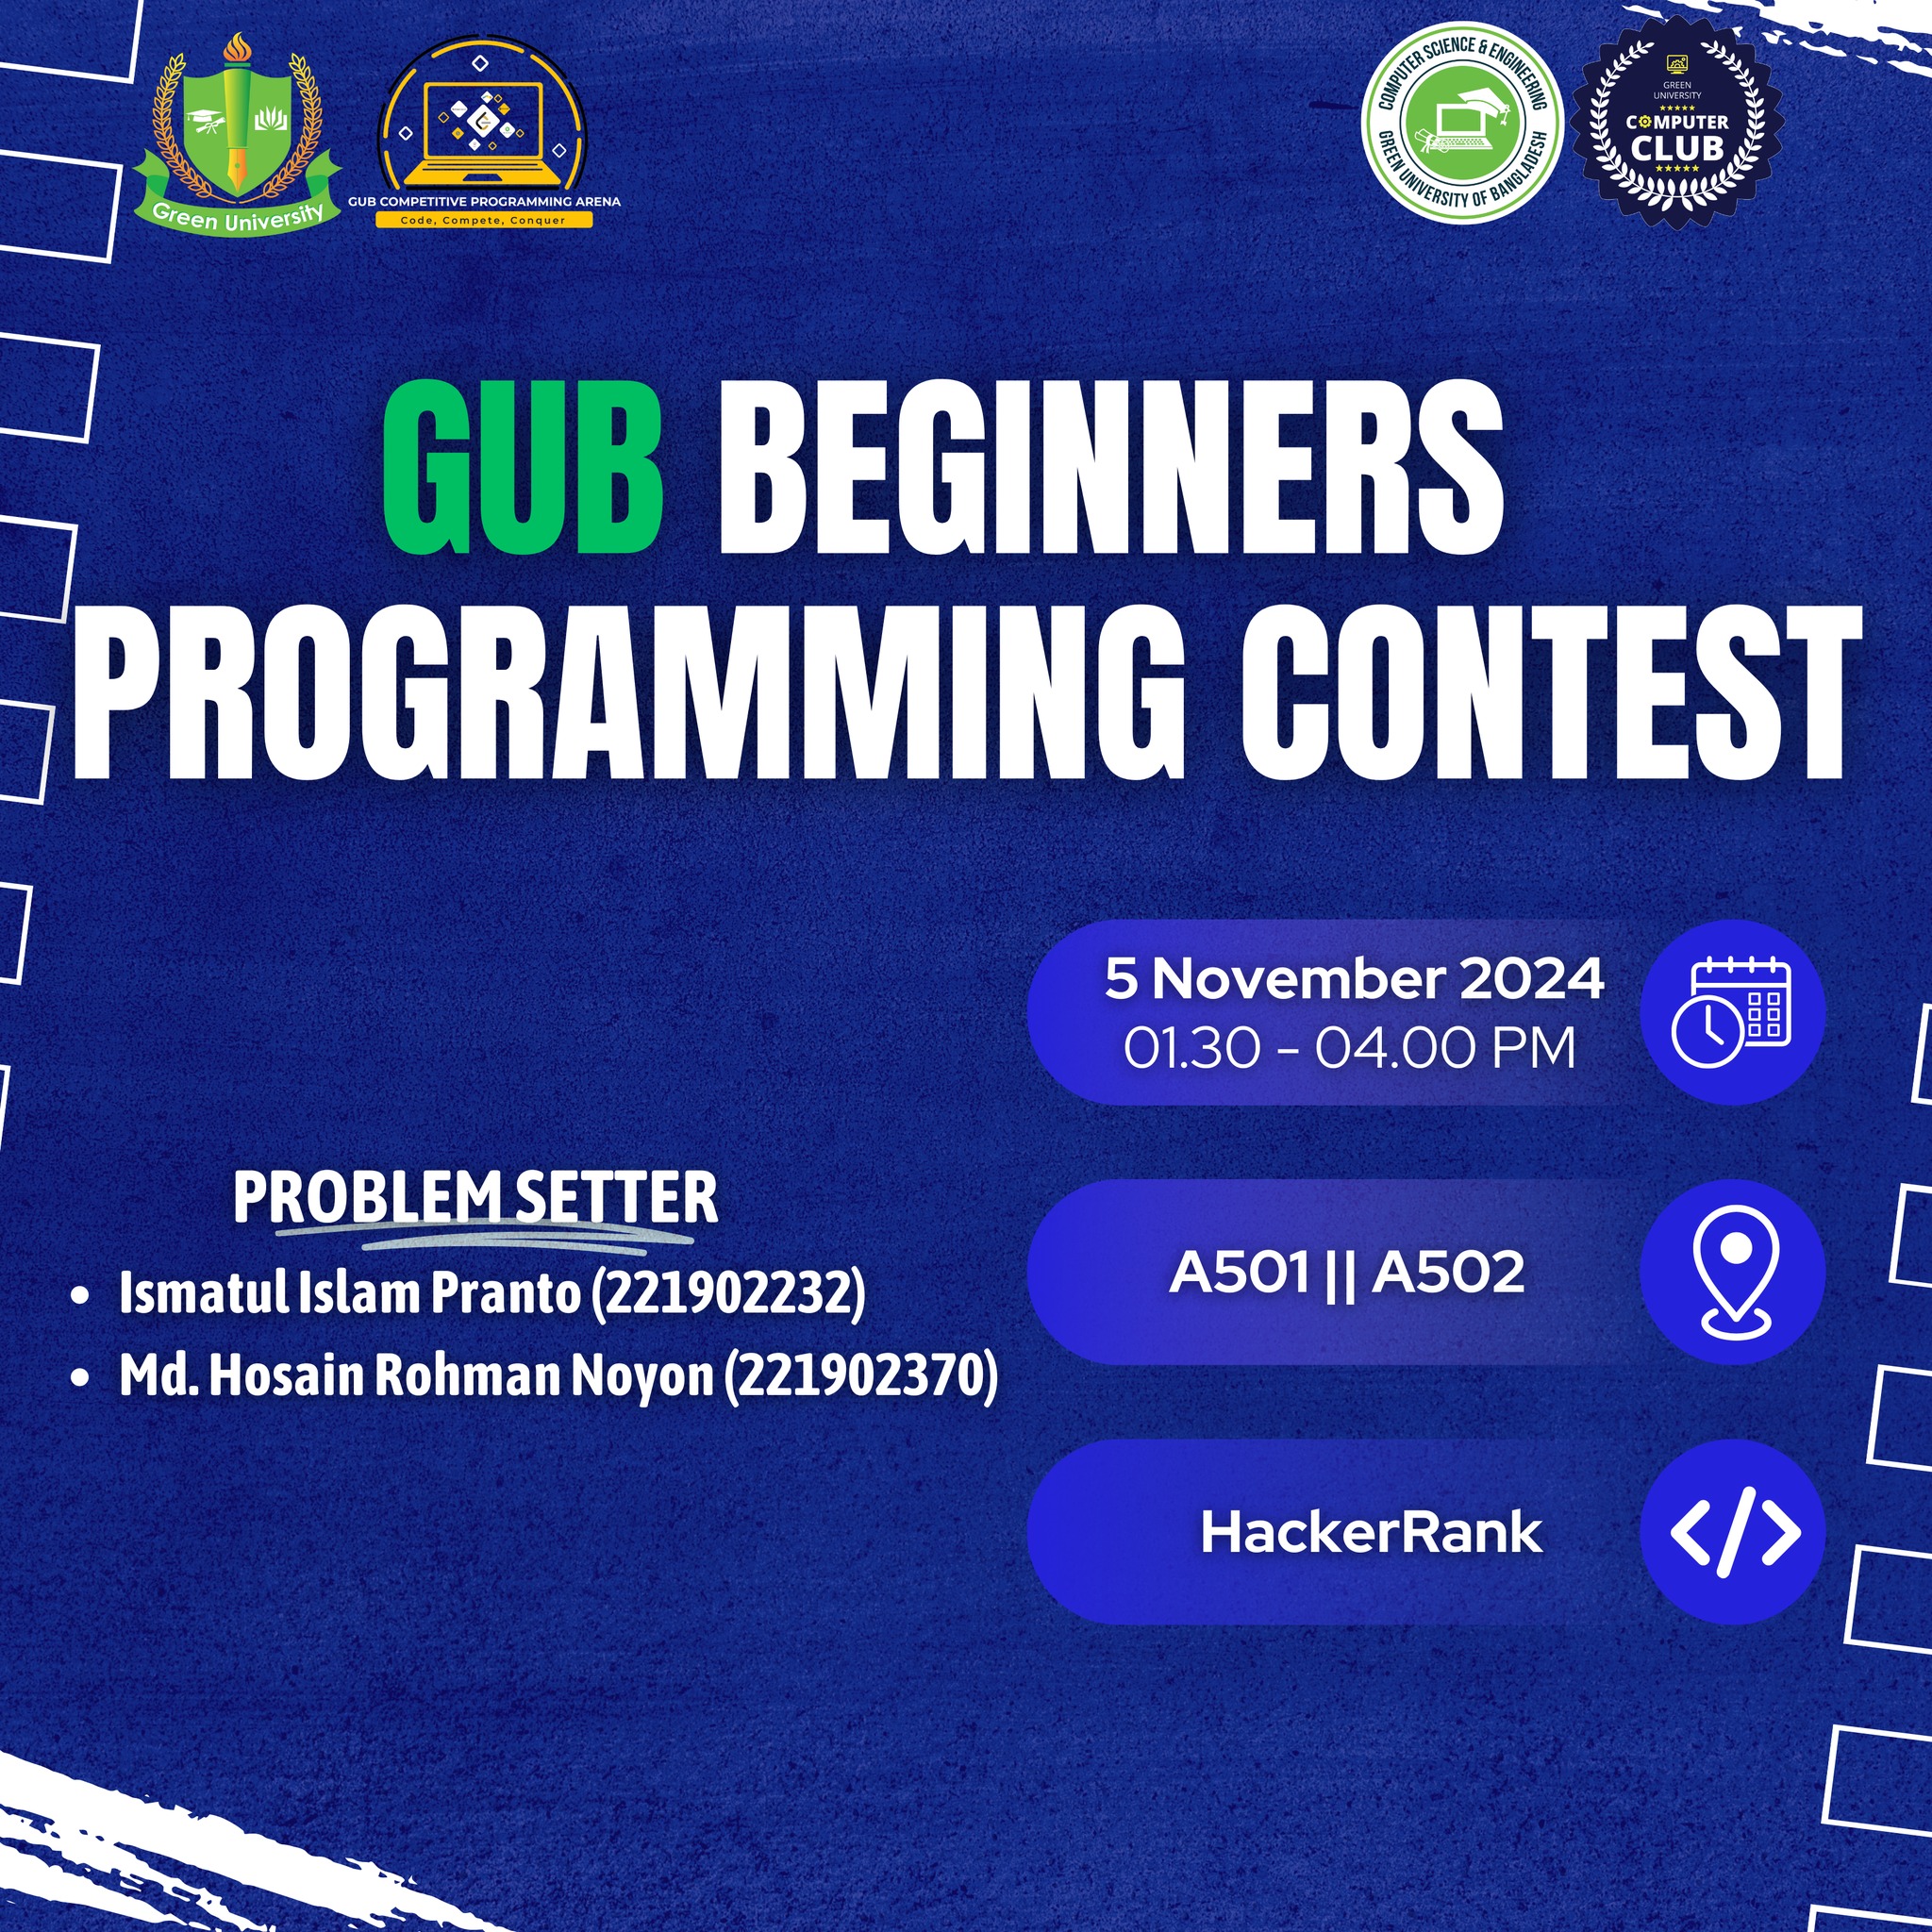 Green University
GUB COMPETITIVE PROGRAMMING ARENA
Code, Compete, Conquer
COMPUTER SCIENCE & ENGINEERING
GREEN UNIVERSITY OF BANGLADESH
GREEN
UNIVERSITY
COMPUTER
CLUB
GUB BEGINNERS
PROGRAMMING CONTEST
5 November 2024
01.30 - 04.00 PM
PROBLEM SETTER
• Ismatul Islam Pranto (221902232)
• Md. Hosain Rohman Noyon (221902370)
A501 || A502
HackerRank